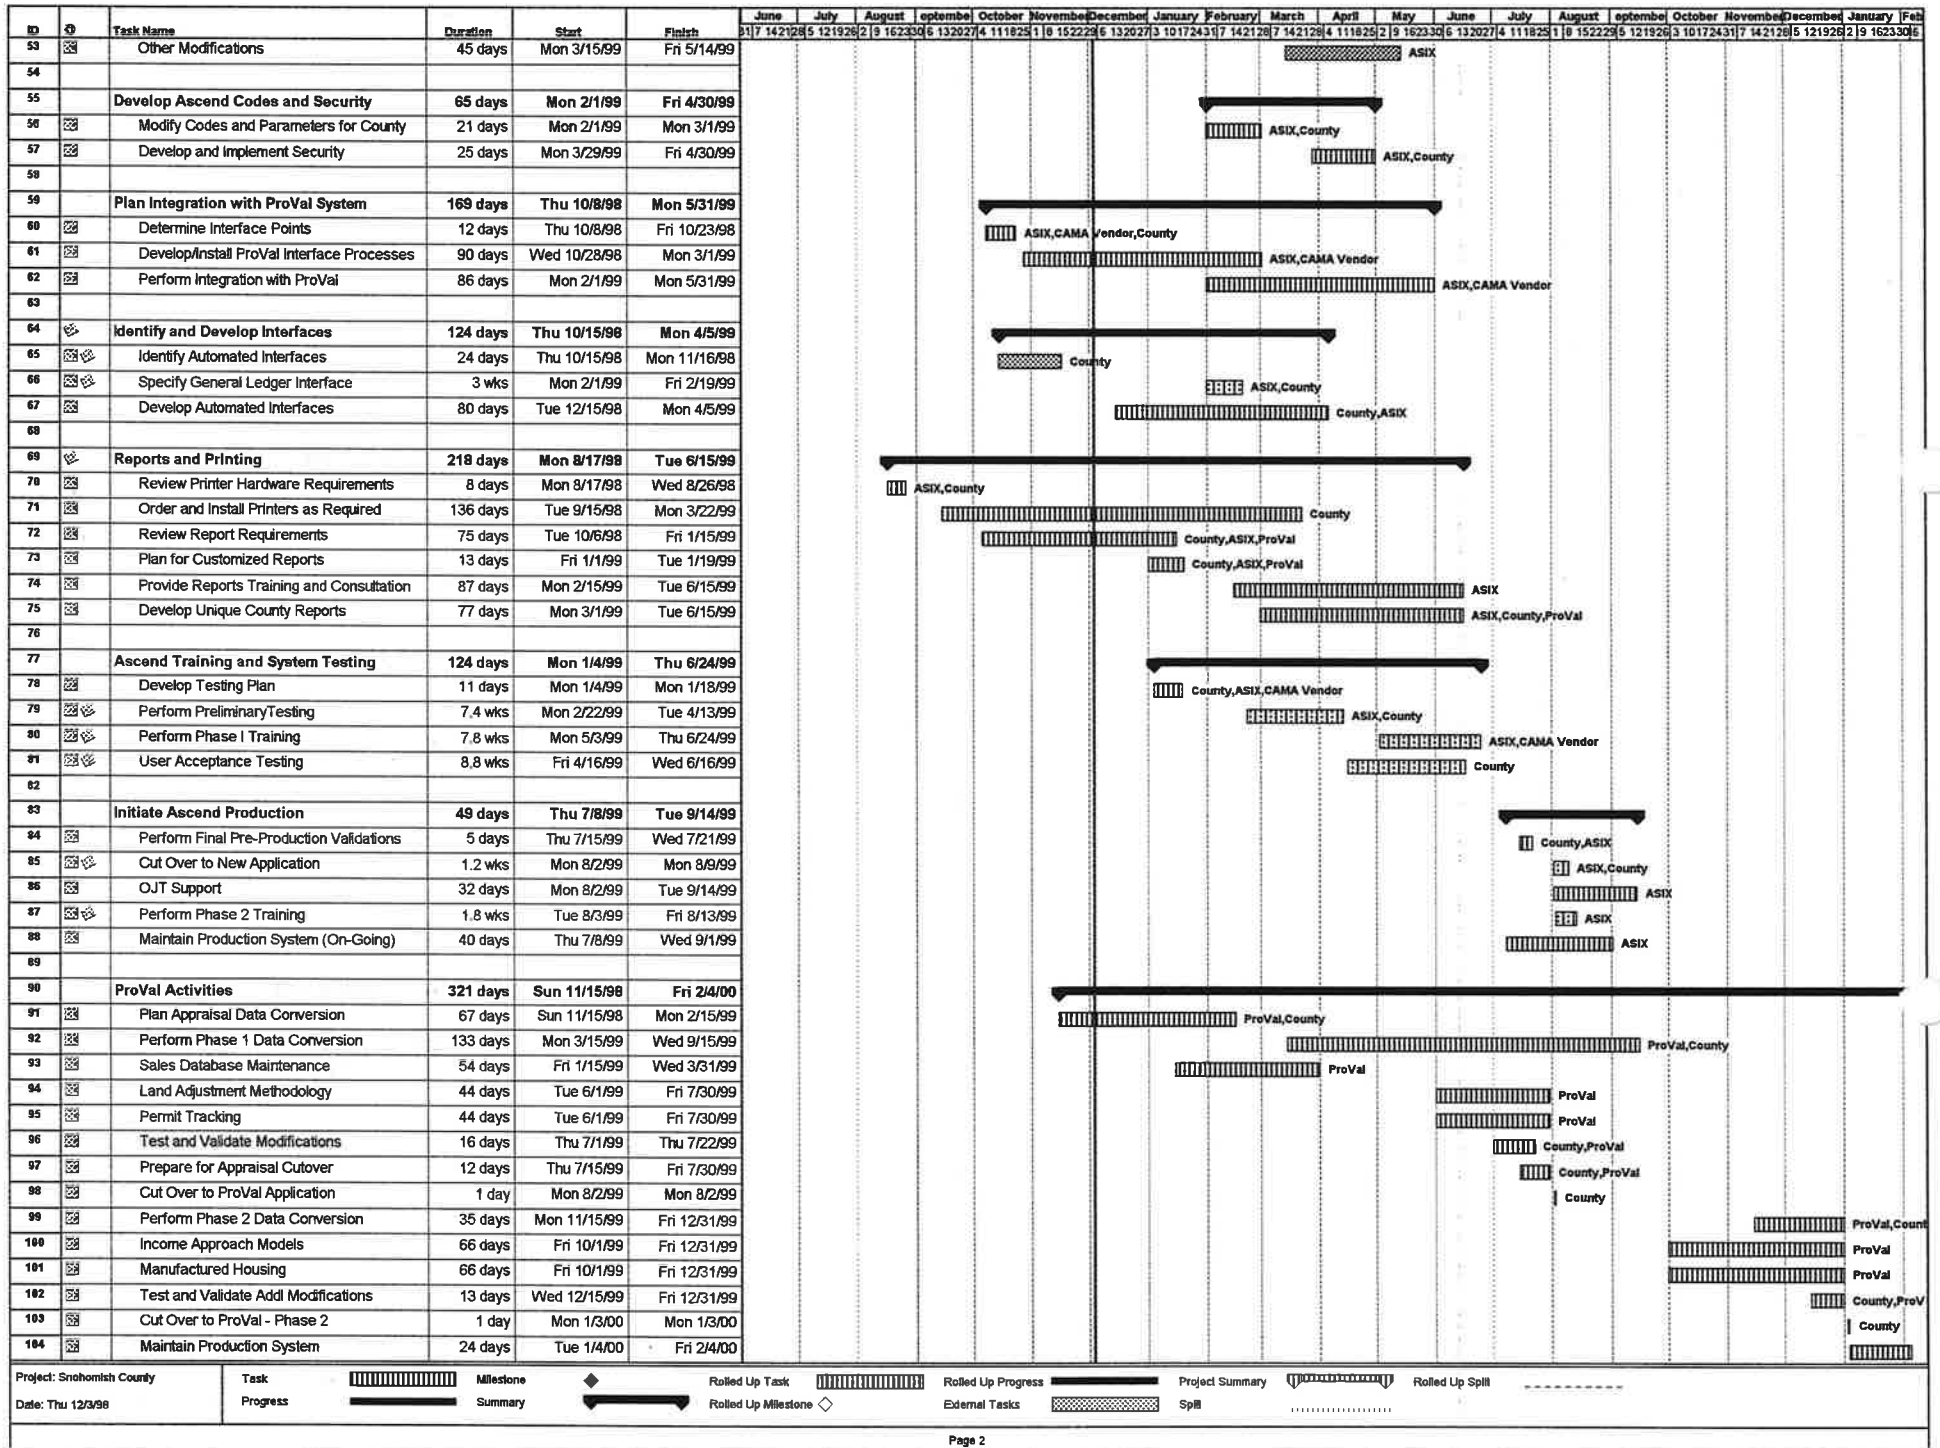 June July August eptembe October November December January February March April May June July August eptembe October November December January Feb
ID Task Name Duration Start Finish
53 Other Modifications 45 days Mon 3/15/99 Fri 5/14/99 ASIX
54
55 Develop Ascend Codes and Security 65 days Mon 2/1/99 Fri 4/30/99
56 Modify Codes and Parameters for County 21 days Mon 2/1/99 Mon 3/1/99 ASIX,County
57 Develop and Implement Security 25 days Mon 3/29/99 Fri 4/30/99 ASIX,County
58
59 Plan Integration with ProVal System 169 days Thu 10/8/98 Mon 5/31/99
60 Determine Interface Points 12 days Thu 10/8/98 Fri 10/23/98 ASIX,CAMA Vendor,County
61 Develop/Install ProVal Interface Processes 90 days Wed 10/28/98 Mon 3/1/99 ASIX,CAMA Vendor
62 Perform Integration with ProVal 86 days Mon 2/1/99 Mon 5/31/99 ASIX,CAMA Vendor
63
64 Identify and Develop Interfaces 124 days Thu 10/15/98 Mon 4/5/99
65 Identify Automated Interfaces 24 days Thu 10/15/98 Mon 11/16/98 County
66 Specify General Ledger Interface 3 wks Mon 2/1/99 Fri 2/19/99 ASIX,County
67 Develop Automated Interfaces 80 days Tue 12/15/98 Mon 4/5/99 County,ASIX
68
69 Reports and Printing 218 days Mon 8/17/98 Tue 6/15/99
70 Review Printer Hardware Requirements 8 days Mon 8/17/98 Wed 8/26/98 ASIX,County
71 Order and Install Printers as Required 136 days Tue 9/15/98 Mon 3/22/99 County
72 Review Report Requirements 75 days Tue 10/6/98 Fri 1/15/99 County,ASIX,ProVal
73 Plan for Customized Reports 13 days Fri 1/1/99 Tue 1/19/99 County,ASIX,ProVal
74 Provide Reports Training and Consultation 87 days Mon 2/15/99 Tue 6/15/99 ASIX
75 Develop Unique County Reports 77 days Mon 3/1/99 Tue 6/15/99 ASIX,County,ProVal
76
77 Ascend Training and System Testing 124 days Mon 1/4/99 Thu 6/24/99
78 Develop Testing Plan 11 days Mon 1/4/99 Mon 1/18/99 County,ASIX,CAMA Vendor
79 Perform PreliminaryTesting 7.4 wks Mon 2/22/99 Tue 4/13/99 ASIX,County
80 Perform Phase I Training 7.8 wks Mon 5/3/99 Thu 6/24/99 ASIX,CAMA Vendor
81 User Acceptance Testing 8.8 wks Fri 4/16/99 Wed 6/16/99 County
82
83 Initiate Ascend Production 49 days Thu 7/8/99 Tue 9/14/99
84 Perform Final Pre-Production Validations 5 days Thu 7/15/99 Wed 7/21/99 County,ASIX
85 Cut Over to New Application 1.2 wks Mon 8/2/99 Mon 8/9/99 ASIX,County
86 OJT Support 32 days Mon 8/2/99 Tue 9/14/99 ASIX
87 Perform Phase 2 Training 1.8 wks Tue 8/3/99 Fri 8/13/99 ASIX
88 Maintain Production System (On-Going) 40 days Thu 7/8/99 Wed 9/1/99 ASIX
89
90 ProVal Activities 321 days Sun 11/15/98 Fri 2/4/00
91 Plan Appraisal Data Conversion 67 days Sun 11/15/98 Mon 2/15/99 ProVal,County
92 Perform Phase 1 Data Conversion 133 days Mon 3/15/99 Wed 9/15/99 ProVal,County
93 Sales Database Maintenance 54 days Fri 1/15/99 Wed 3/31/99 ProVal
94 Land Adjustment Methodology 44 days Tue 6/1/99 Fri 7/30/99 ProVal
95 Permit Tracking 44 days Tue 6/1/99 Fri 7/30/99 ProVal
96 Test and Validate Modifications 16 days Thu 7/1/99 Thu 7/22/99 County,ProVal
97 Prepare for Appraisal Cutover 12 days Thu 7/15/99 Fri 7/30/99 County,ProVal
98 Cut Over to ProVal Application 1 day Mon 8/2/99 Mon 8/2/99 County
99 Perform Phase 2 Data Conversion 35 days Mon 11/15/99 Fri 12/31/99 ProVal,Count
100 Income Approach Models 66 days Fri 10/1/99 Fri 12/31/99 ProVal
101 Manufactured Housing 66 days Fri 10/1/99 Fri 12/31/99 ProVal
102 Test and Validate Addl Modifications 13 days Wed 12/15/99 Fri 12/31/99 County,ProV
103 Cut Over to ProVal - Phase 2 1 day Mon 1/3/00 Mon 1/3/00 County
104 Maintain Production System 24 days Tue 1/4/00 Fri 2/4/00
Project: Snohomish County Task Milestone Rolled Up Task Rolled Up Progress Project Summary Rolled Up Split
Date: Thu 12/3/98 Progress Summary Rolled Up Milestone External Tasks Split
Page 2